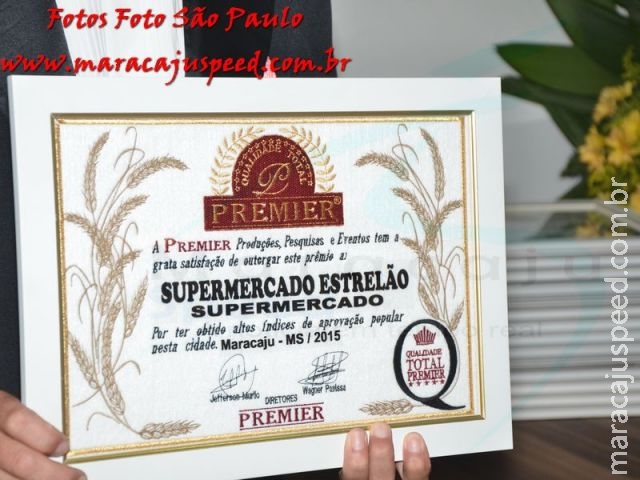 Fotos Foto São Paulo
www.maracajuspeed.com.br
QUALIDADE TOTAL
P
PREMIER®
A PREMIER Produções, Pesquisas e Eventos tem a
grata satisfação de outorgar este prêmio a:
SUPERMERCADO ESTRELÃO
SUPERMERCADO
Por ter obtido altos índices de aprovação popular
nesta cidade. Maracaju - MS / 2015
Jefferson Murilo
Wagner
DIRETORES
PREMIER
QUALIDADE
TOTAL
PREMIER
maracajuspeed.com.br